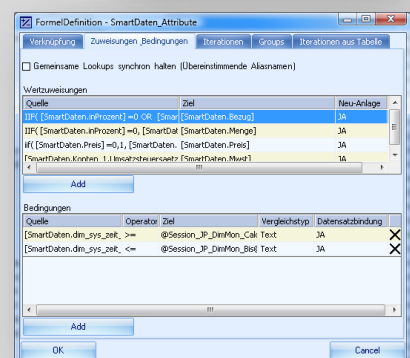 FormelDefinition - SmartDaten_Attribute
Verknüpfung Zuweisungen_Bedingungen Iterationen Groups Iterationen aus Tabelle
Gemeinsame Lookups synchron halten (Übereinstimmende Aliasnamen)
Wertzuweisungen
Quelle Ziel Neu-Anlage
IIF( [SmartDaten.inProzent] =0 OR [Smar [SmartDaten.Bezug] JA
IIF( [SmartDaten.inProzent] =0, [SmartDat [SmartDaten.Menge] JA
iif( [SmartDaten.Preis] =0,1, [SmartDaten. [SmartDaten.Preis] JA
[SmartDaten.Konten_1.Umsatzsteuersaetz [SmartDaten.Mwst] JA
Add
Bedingungen
Quelle Operator Ziel Vergleichstyp Datensatzbindung
[SmartDaten.dim_sys_zeit_ >= @Session_JP_DimMon_Cal Text JA
[SmartDaten.dim_sys_zeit_ <= @Session_JP_DimMon_Bis( Text JA
Add
OK Cancel